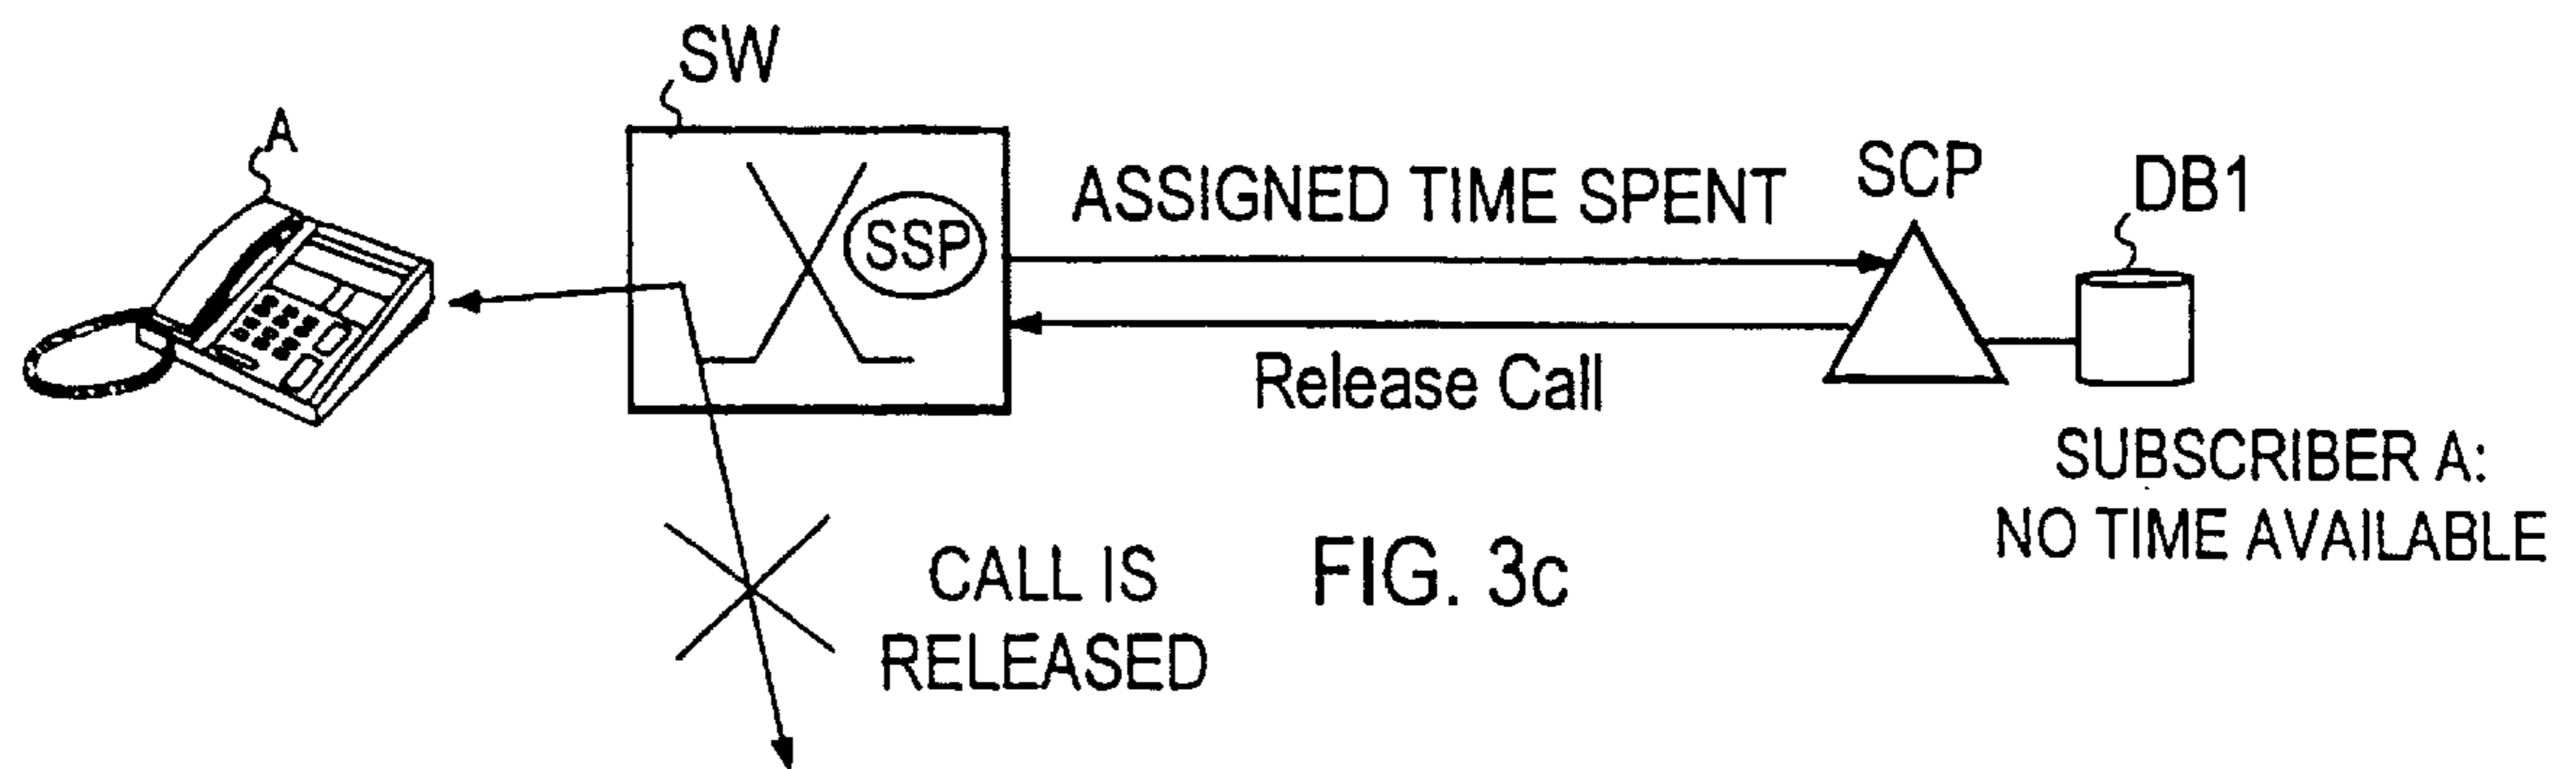 SW
A
SSP
ASSIGNED TIME SPENT
SCP
DB1
Release Call
SUBSCRIBER A:
NO TIME AVAILABLE
CALL IS
RELEASED
FIG. 3c